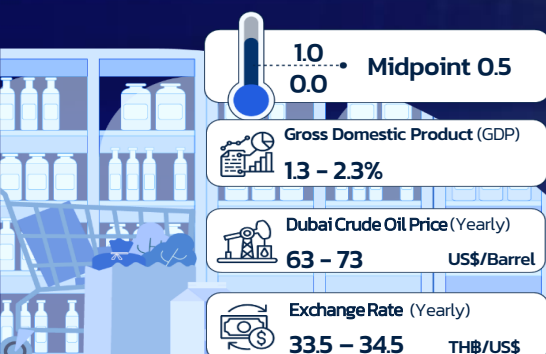 1.0
0.0
Midpoint 0.5
Gross Domestic Product (GDP)
1.3 – 2.3%
Dubai Crude Oil Price (Yearly)
63 – 73 US$/Barrel
Exchange Rate (Yearly)
33.5 – 34.5 THB/US$